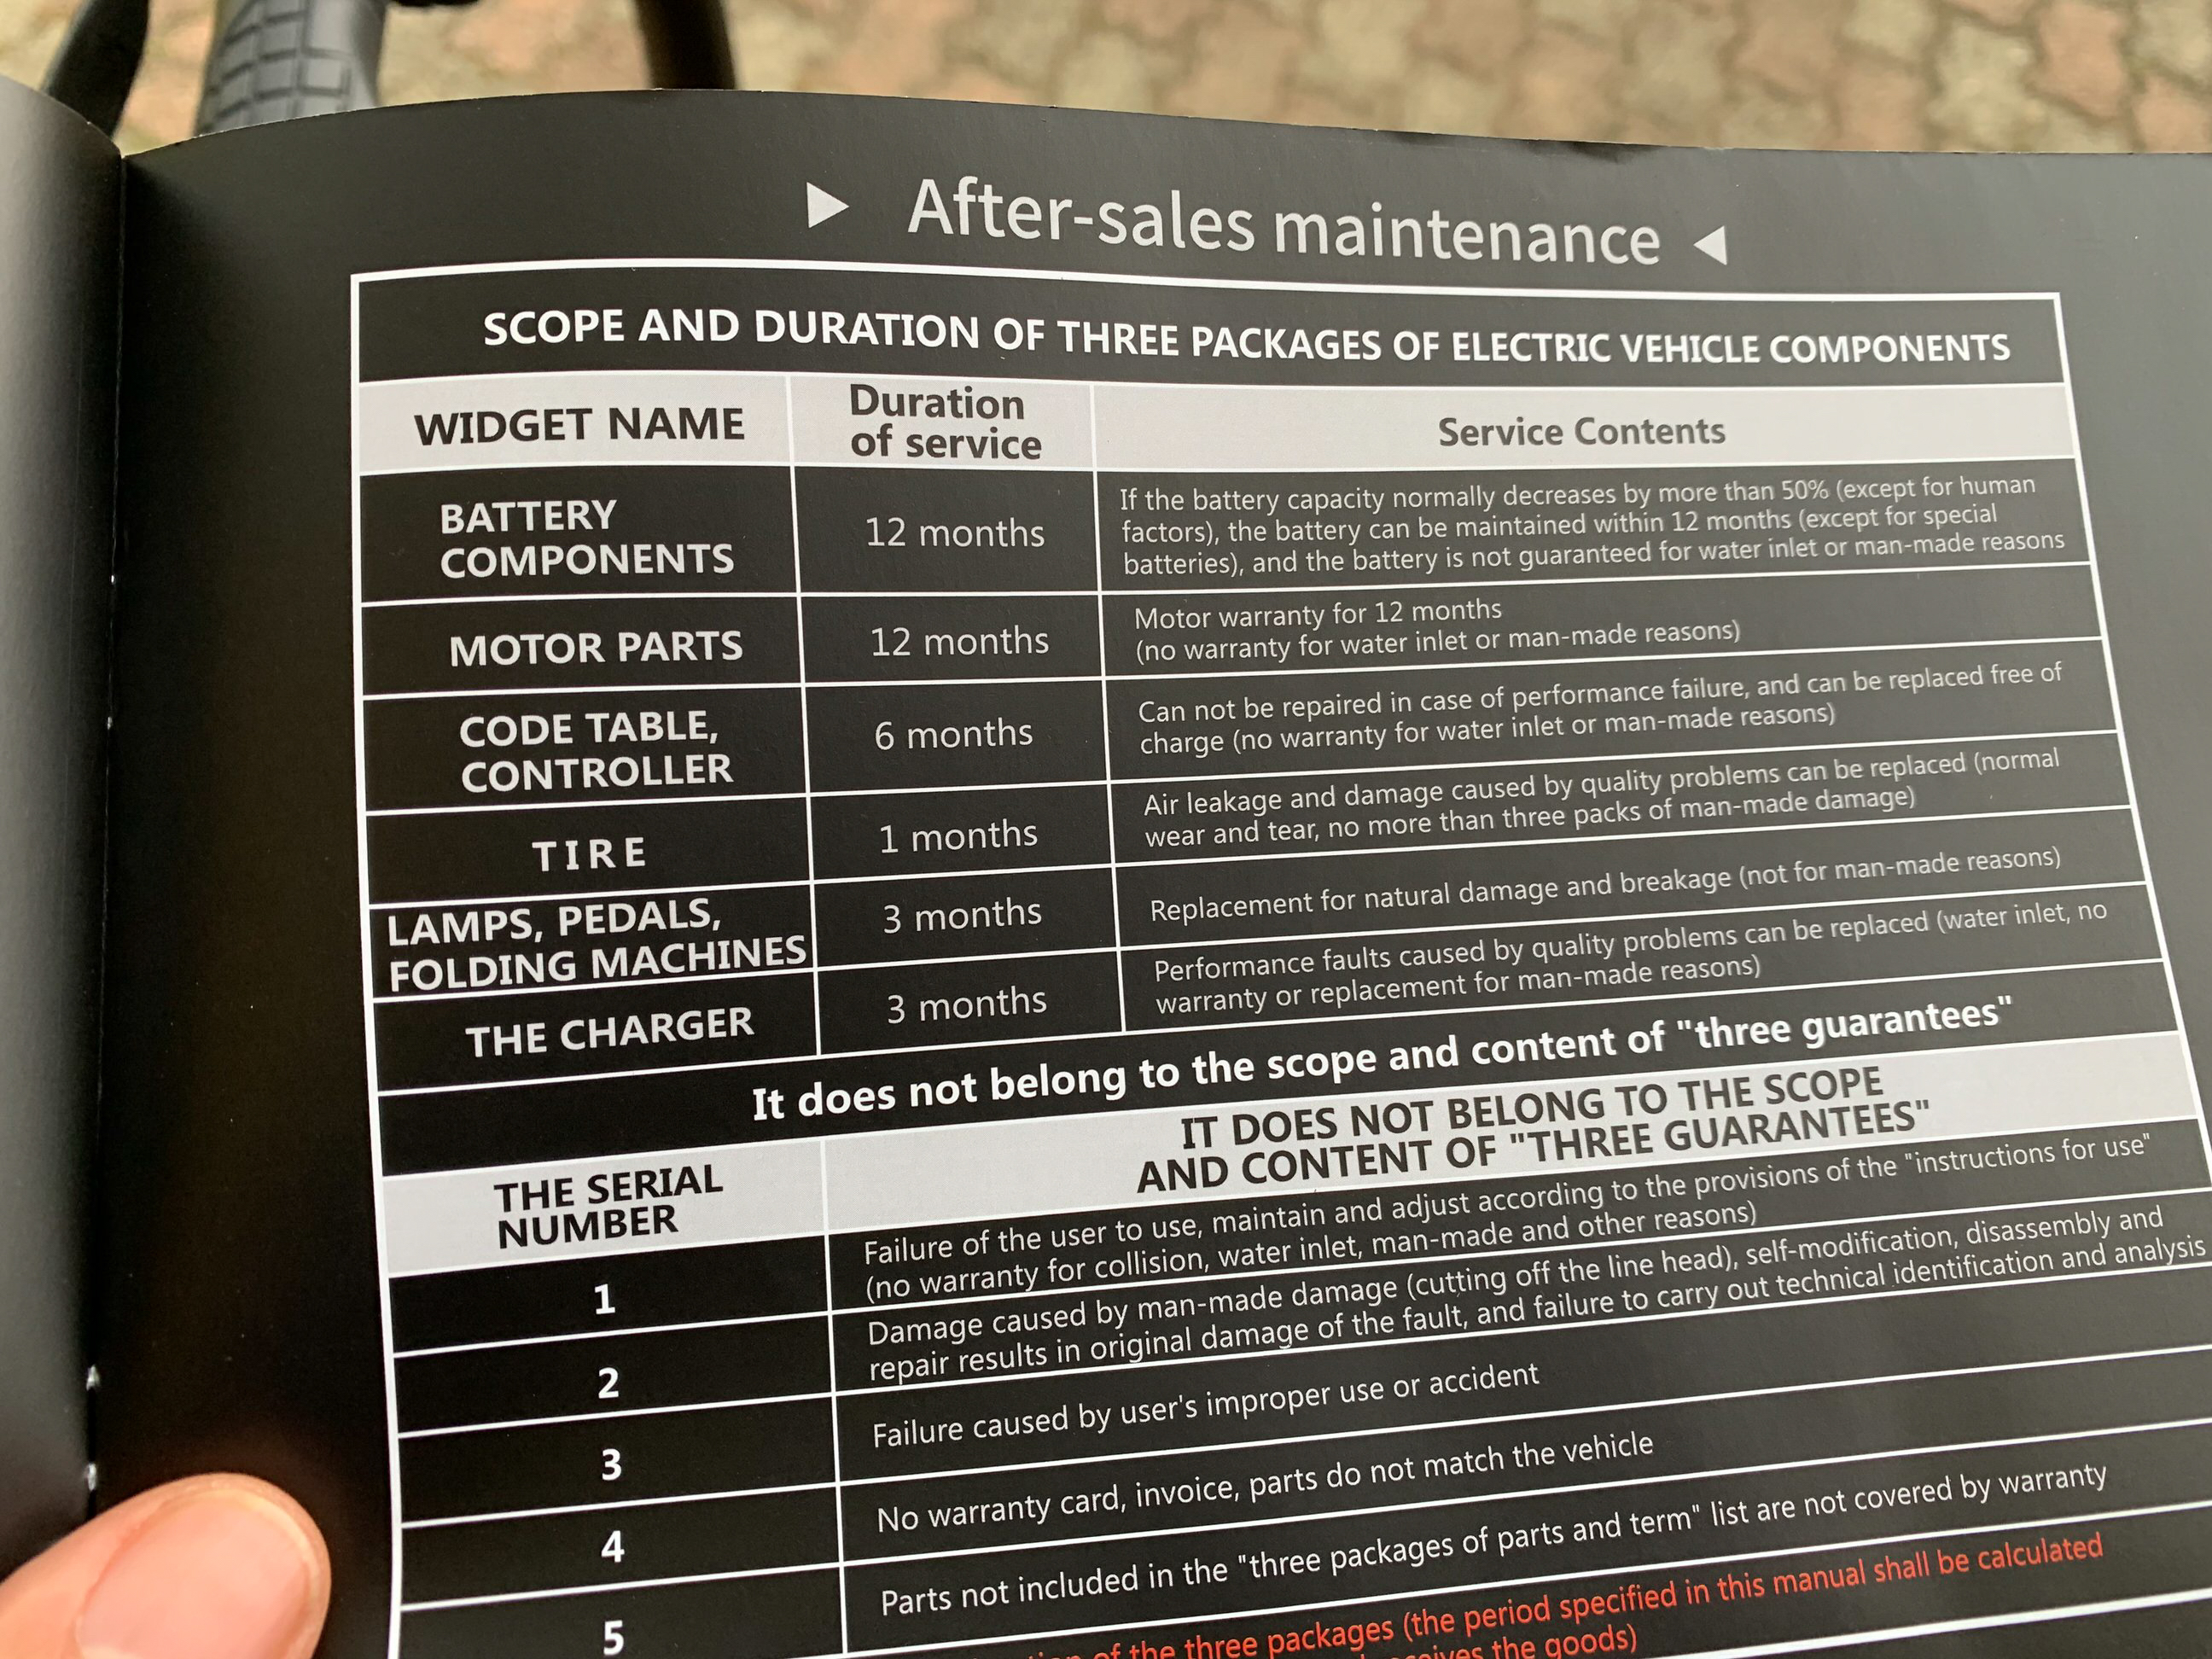 After-sales maintenance
SCOPE AND DURATION OF THREE PACKAGES OF ELECTRIC VEHICLE COMPONENTS
WIDGET NAME
Duration
of service
Service Contents
BATTERY
COMPONENTS
12 months
If the battery capacity normally decreases by more than 50% (except for human
factors), the battery can be maintained within 12 months (except for special
batteries), and the battery is not guaranteed for water inlet or man-made reasons
MOTOR PARTS
12 months
Motor warranty for 12 months
(no warranty for water inlet or man-made reasons)
CODE TABLE,
CONTROLLER
6 months
Can not be repaired in case of performance failure, and can be replaced free of
charge (no warranty for water inlet or man-made reasons)
TIRE
1 months
Air leakage and damage caused by quality problems can be replaced (normal
wear and tear, no more than three packs of man-made damage)
LAMPS, PEDALS,
FOLDING MACHINES
3 months
Replacement for natural damage and breakage (not for man-made reasons)
THE CHARGER
3 months
Performance faults caused by quality problems can be replaced (water inlet, no
warranty or replacement for man-made reasons)
It does not belong to the scope and content of "three guarantees"
THE SERIAL
NUMBER
IT DOES NOT BELONG TO THE SCOPE
AND CONTENT OF "THREE GUARANTEES"
1
Failure of the user to use, maintain and adjust according to the provisions of the "instructions for use"
(no warranty for collision, water inlet, man-made and other reasons)
2
Damage caused by man-made damage (cutting off the line head), self-modification, disassembly and
repair results in original damage of the fault, and failure to carry out technical identification and analysis
3
Failure caused by user's improper use or accident
4
No warranty card, invoice, parts do not match the vehicle
5
Parts not included in the "three packages of parts and term" list are not covered by warranty
of the three packages (the period specified in this manual shall be calculated
the goods)